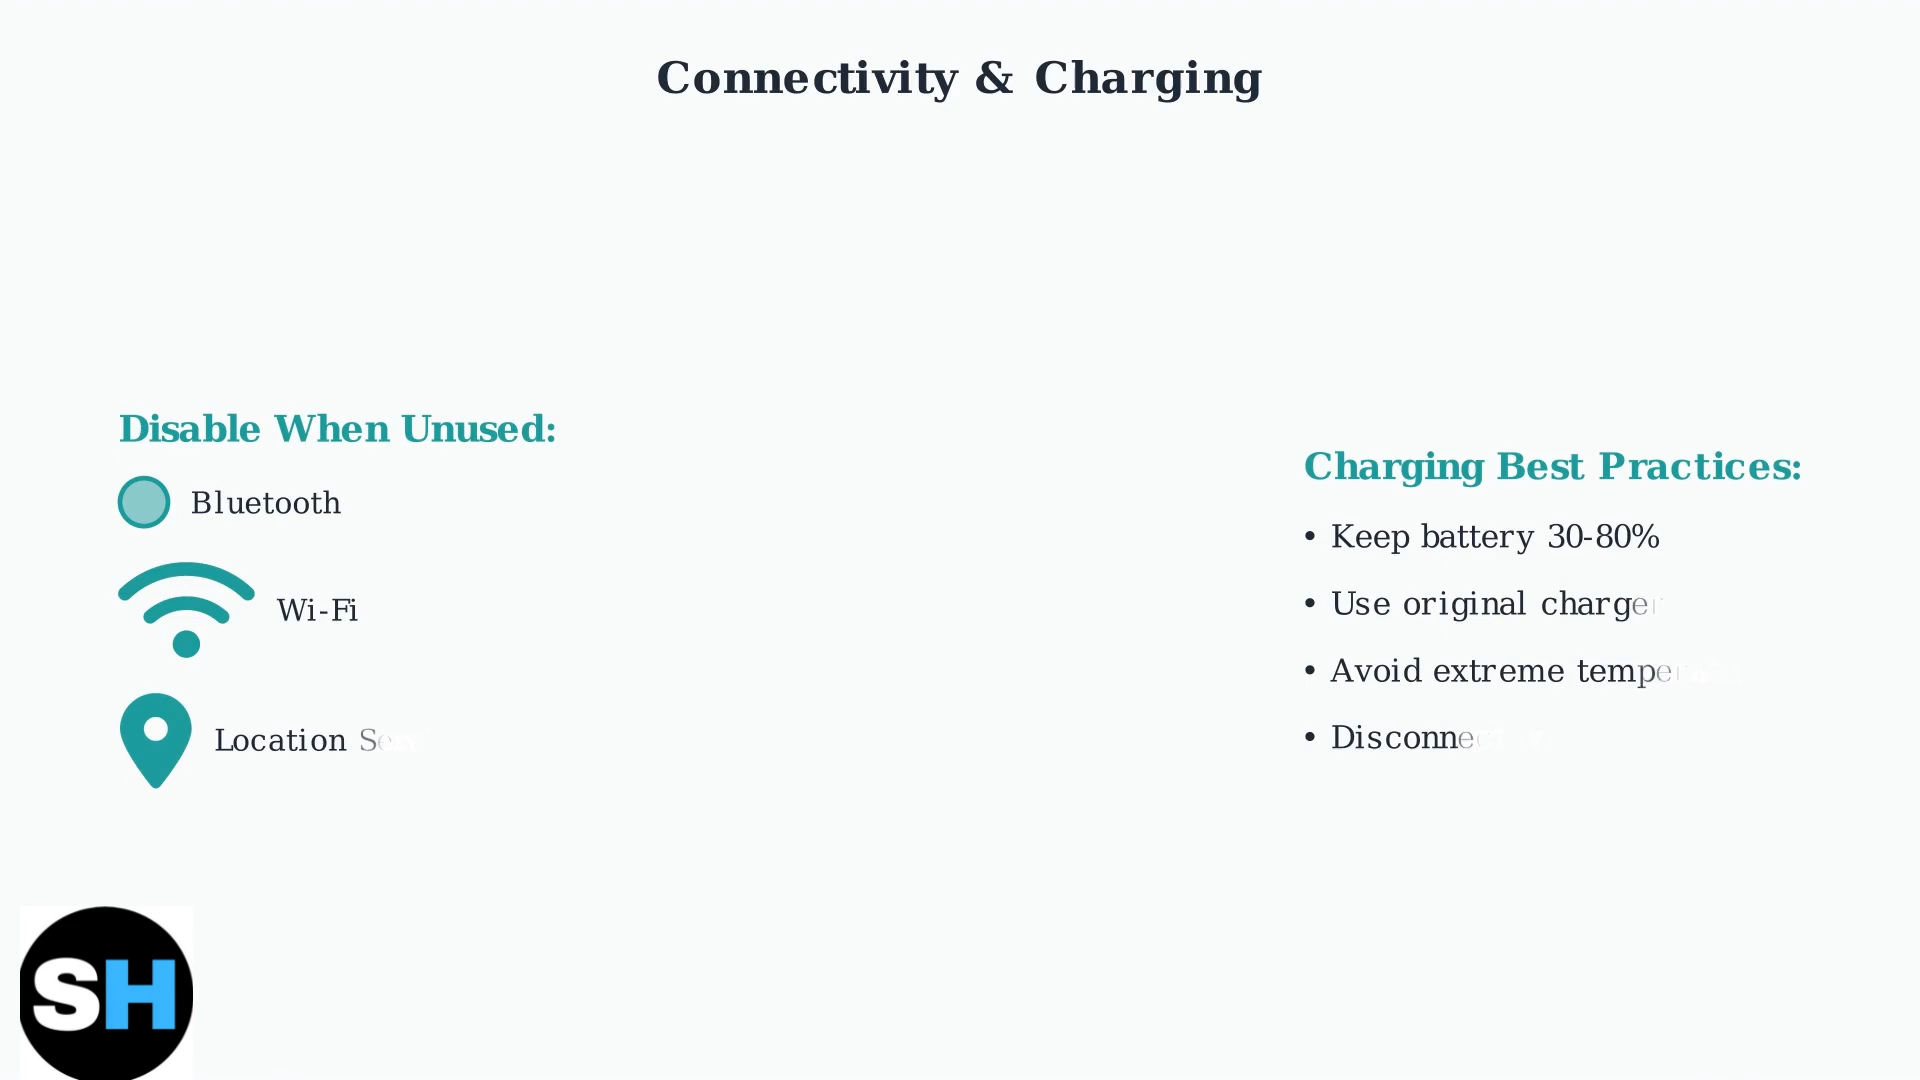 Connectivity & Charging
Disable When Unused:
Bluetooth
Wi-Fi
Location
Charging Best Practices:
• Keep battery 30-80%
• Use original charger
• Avoid extreme
•
SH